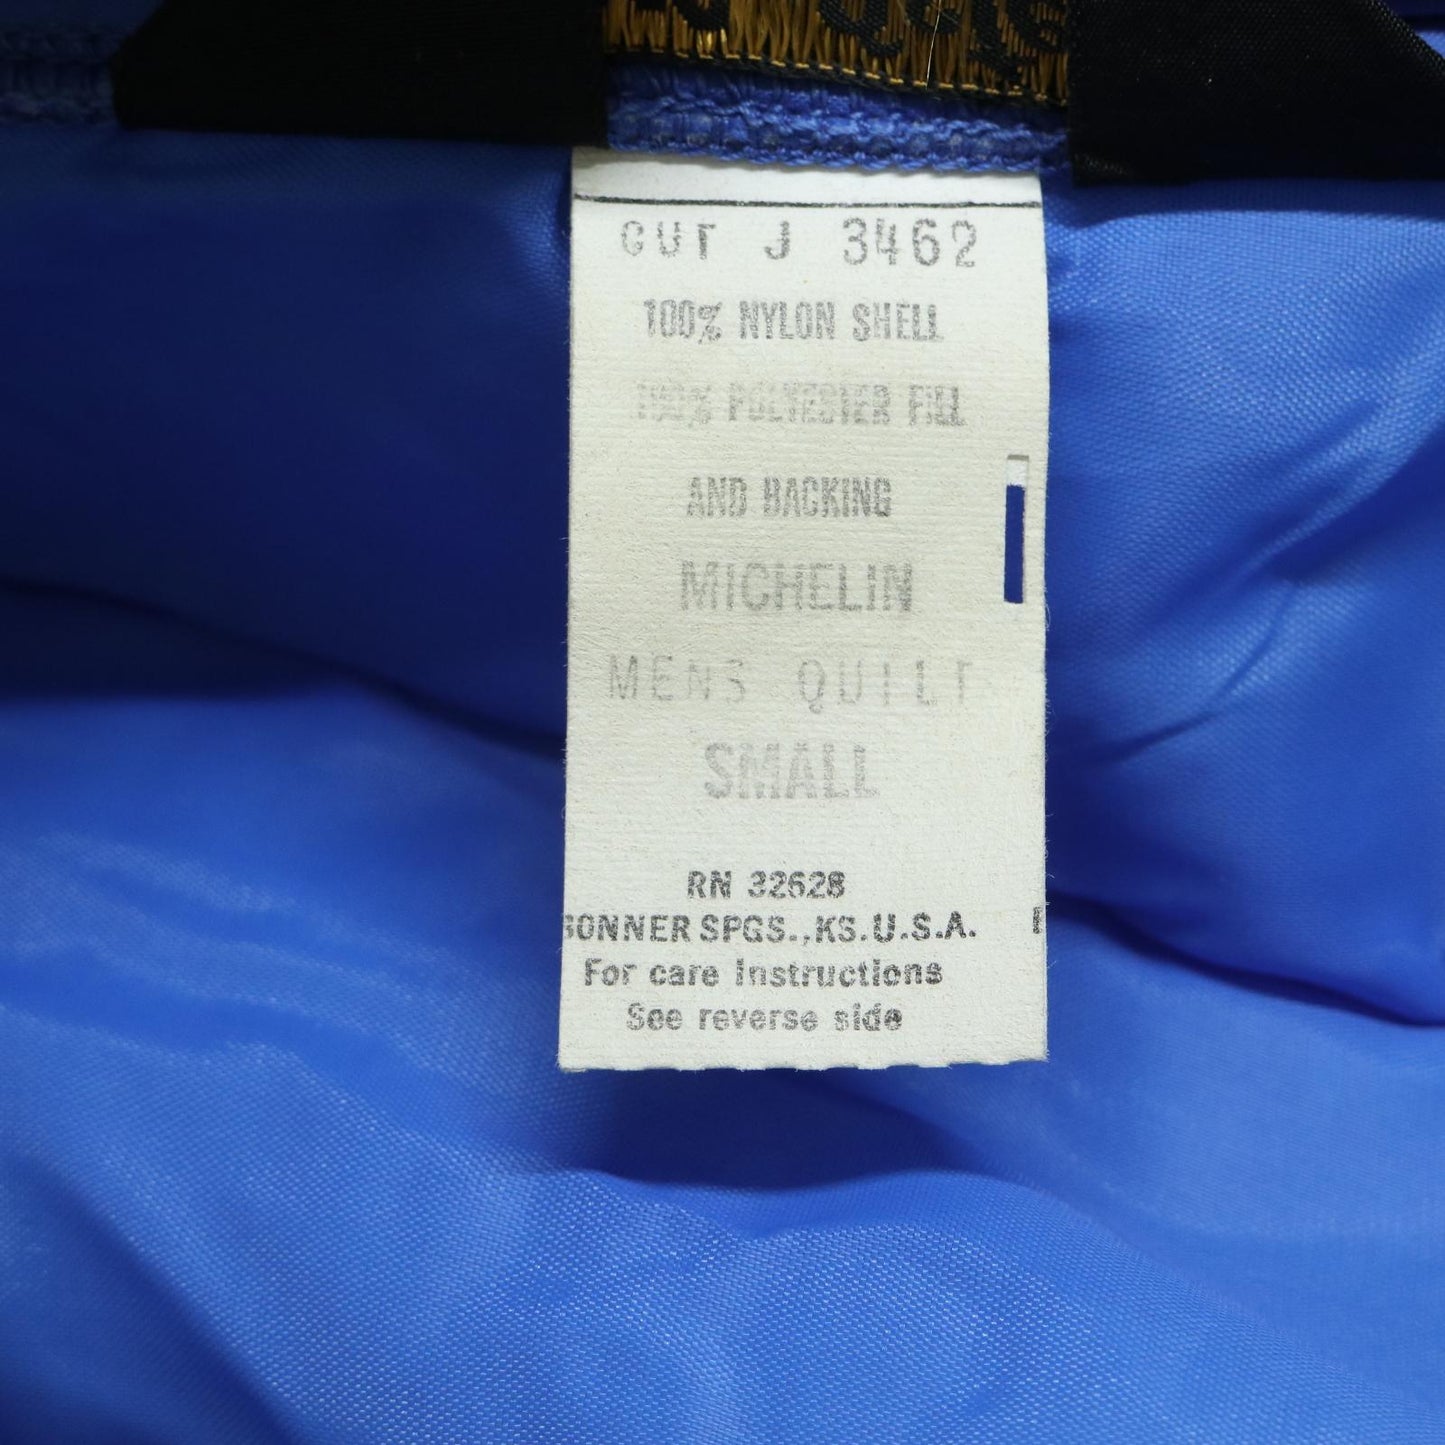 CUT J 3462
100% NYLON SHELL
100% POLYESTER FILL
AND BACKING
MICHELIN
MENS QUILT
SMALL
RN 32628
BONNER SPGS., KS. U.S.A.
For care instructions
See reverse side